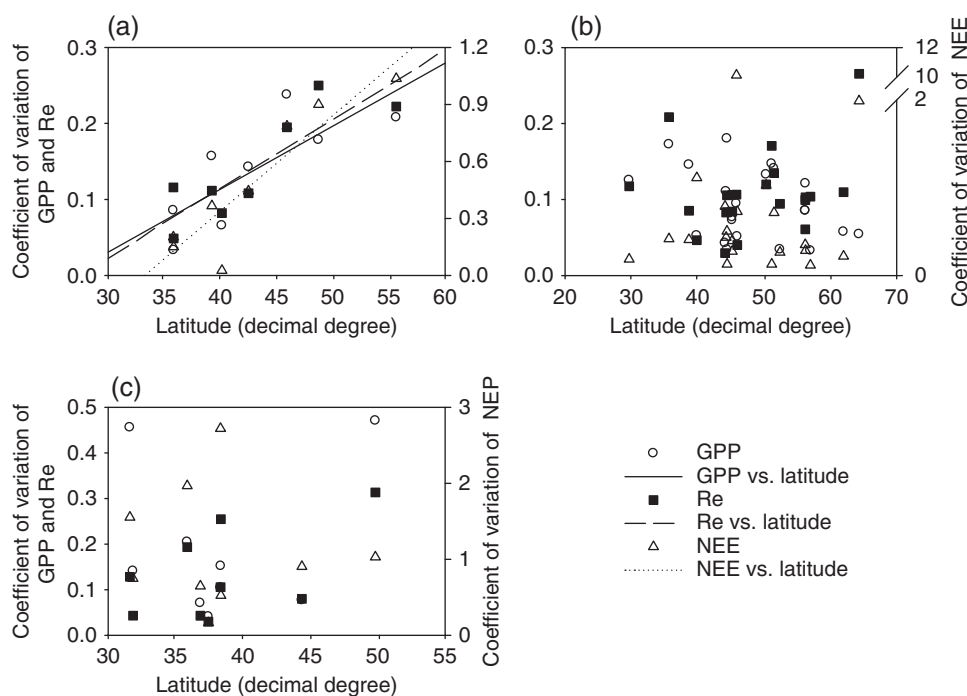 (a)
Coefficient of variation of
GPP and Re
0.3
0.2
0.1
0.0
1.2
0.9
0.6
0.3
0.0
30 35 40 45 50 55 60
Latitude (decimal degree)
(b)
0.3
0.2
0.1
0.0
12
10
2
0
Coefficient of variation of NEE
20 30 40 50 60 70
Latitude (decimal degree)
(c)
Coefficient of variation of
GPP and Re
0.5
0.4
0.3
0.2
0.1
0.0
3
2
1
0
Coefficient of variation of NEP
30 35 40 45 50 55
Latitude (decimal degree)
GPP
GPP vs. latitude
Re
Re vs. latitude
NEE
NEE vs. latitude